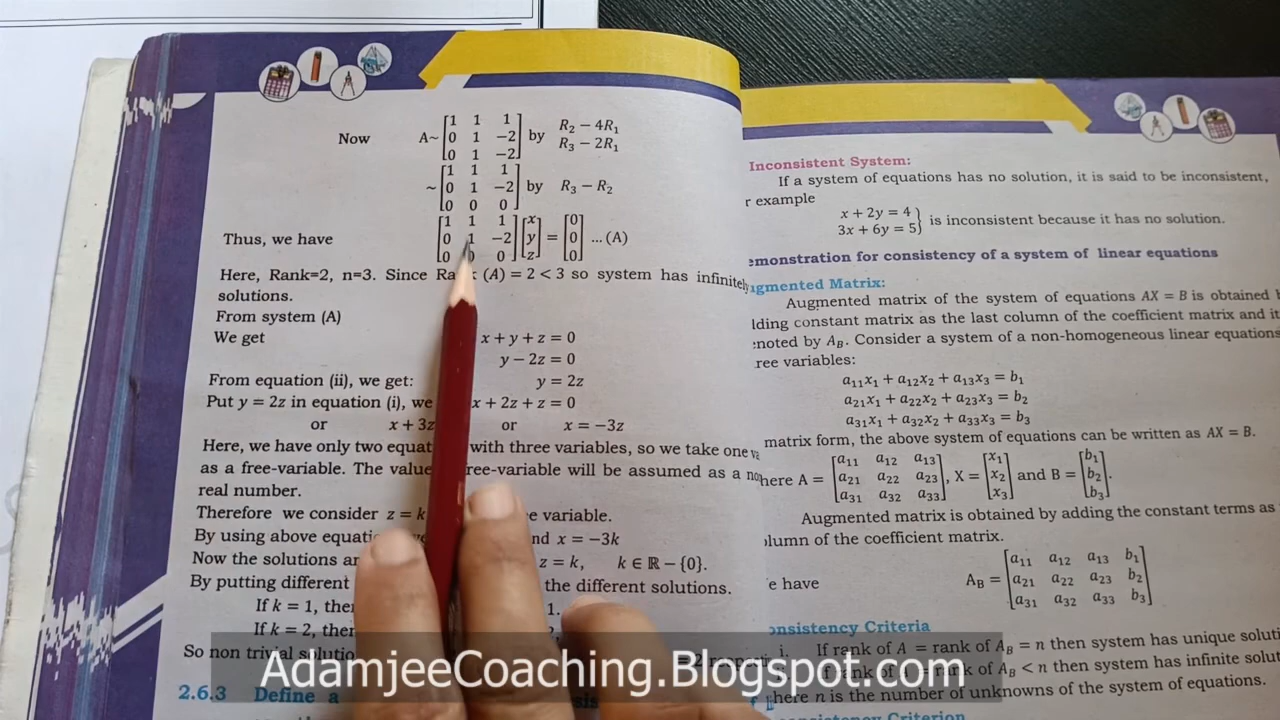 Now A~ [1 1 1; 0 1 −2; 0 1 −2] by R₂ − 4R₁ R₃ − 2R₁
~ [1 1 1; 0 1 −2; 0 0 0] by R₃ − R₂
Thus, we have [1 1 1; 0 1 −2; 0 0 0] [x; y; z] = [0; 0; 0] ... (A)
Here, Rank=2, n=3. Since Rank (A) = 2 < 3 so system has infinitely
solutions.
From system (A)
We get x + y + z = 0
y − 2z = 0
From equation (ii), we get: y = 2z
Put y = 2z in equation (i), we x + 2z + z = 0
or x + 3z or x = −3z
Here, we have only two equat with three variables, so we take one
as a free-variable. The value ree-variable will be assumed as a
real number.
Therefore we consider z = k e variable.
By using above equati nd x = −3k
Now the solutions ar z = k, k ∈ ℝ − {0}.
By putting different the different solutions.
If k = 1, then 1.
If k = 2, then
So non trivial solutio = 2 respecti
2.6.3 Define a
Inconsistent System:
If a system of equations has no solution, it is said to be inconsistent,
r example
x + 2y = 4
3x + 6y = 5} is inconsistent because it has no solution.
emonstration for consistency of a system of linear equations
gmented Matrix:
Augmented matrix of the system of equations AX = B is obtained b
lding constant matrix as the last column of the coefficient matrix and it
noted by A_B. Consider a system of a non-homogeneous linear equations
ree variables:
a₁₁x₁ + a₁₂x₂ + a₁₃x₃ = b₁
a₂₁x₁ + a₂₂x₂ + a₂₃x₃ = b₂
a₃₁x₁ + a₃₂x₂ + a₃₃x₃ = b₃
matrix form, the above system of equations can be written as AX = B.
here A = [a₁₁ a₁₂ a₁₃; a₂₁ a₂₂ a₂₃; a₃₁ a₃₂ a₃₃], X = [x₁; x₂; x₃] and B = [b₁; b₂; b₃].
Augmented matrix is obtained by adding the constant terms as
lumn of the coefficient matrix.
e have A_B = [a₁₁ a₁₂ a₁₃ b₁; a₂₁ a₂₂ a₂₃ b₂; a₃₁ a₃₂ a₃₃ b₃]
onsistency Criteria
i. If rank of A = rank of A_B = n then system has unique soluti
rank of A_B < n then system has infinite solut
here n is the number of unknowns of the system of equations.
consistency Criterion
AdamjeeCoaching.Blogspot.com